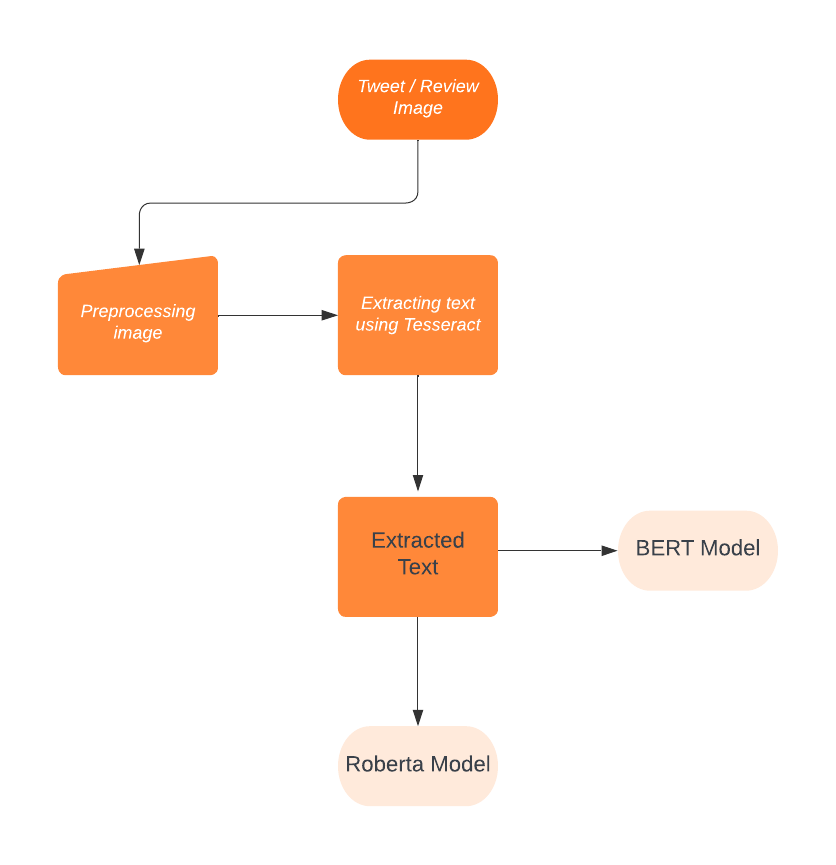 Tweet / Review
Image
Preprocessing
image
Extracting text
using Tesseract
Extracted
Text
BERT Model
Roberta Model